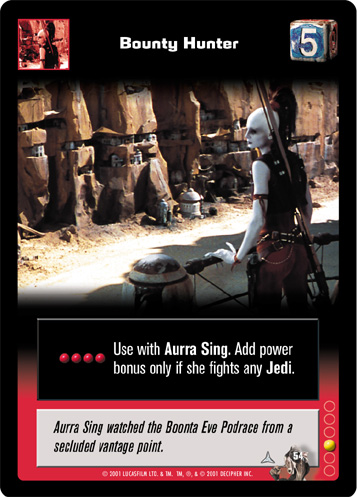 Bounty Hunter
5
Use with Aurra Sing. Add power
bonus only if she fights any Jedi.
Aurra Sing watched the Boonta Eve Podrace from a
secluded vantage point.
54
© 2001 LUCASFILM LTD. & TM. TM, ®, & © 2001 DECIPHER INC.